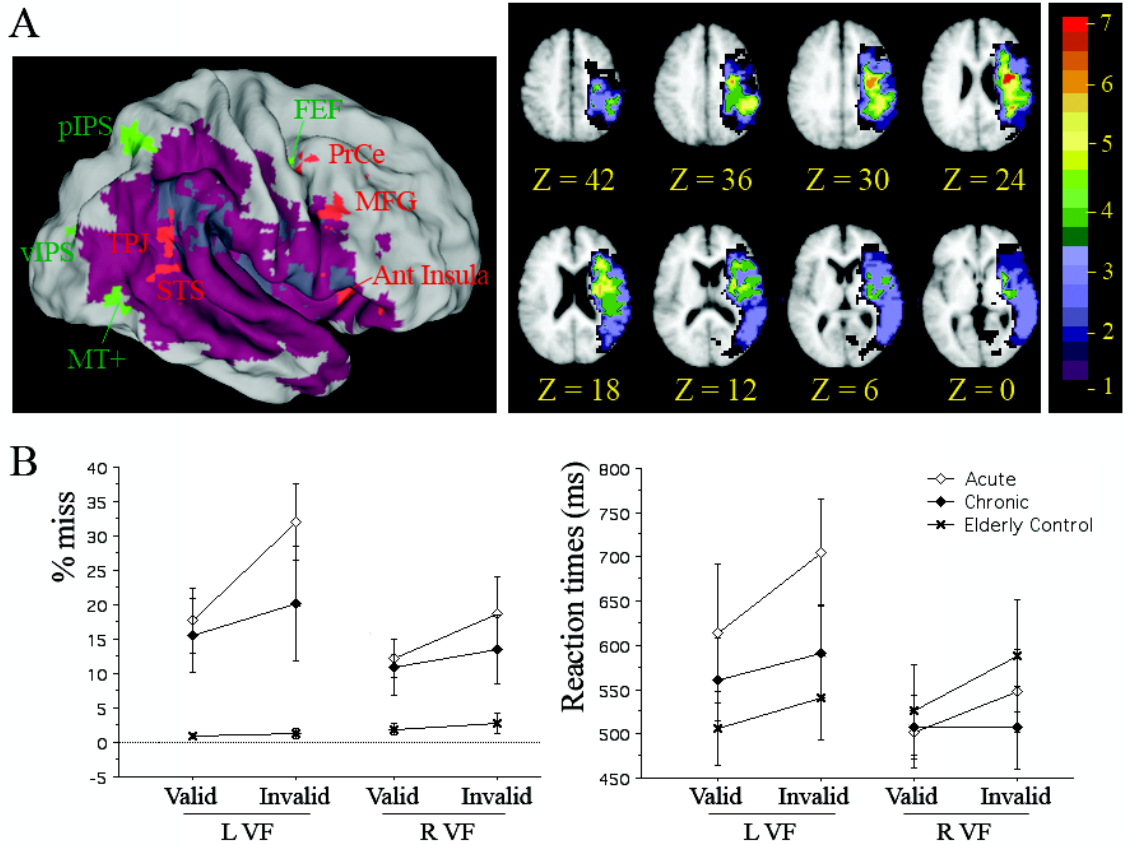 A
pIPS
FEF
PrCe
MFG
vIPS
TPJ
STS
Ant Insula
MT+
Z = 42
Z = 36
Z = 30
Z = 24
Z = 18
Z = 12
Z = 6
Z = 0
7
6
5
4
3
2
1
B
% miss
40
35
30
25
20
15
10
5
0
-5
Valid
Invalid
Valid
Invalid
L VF
R VF
Reaction times (ms)
800
750
700
650
600
550
500
450
Acute
Chronic
Elderly Control
Valid
Invalid
Valid
Invalid
L VF
R VF